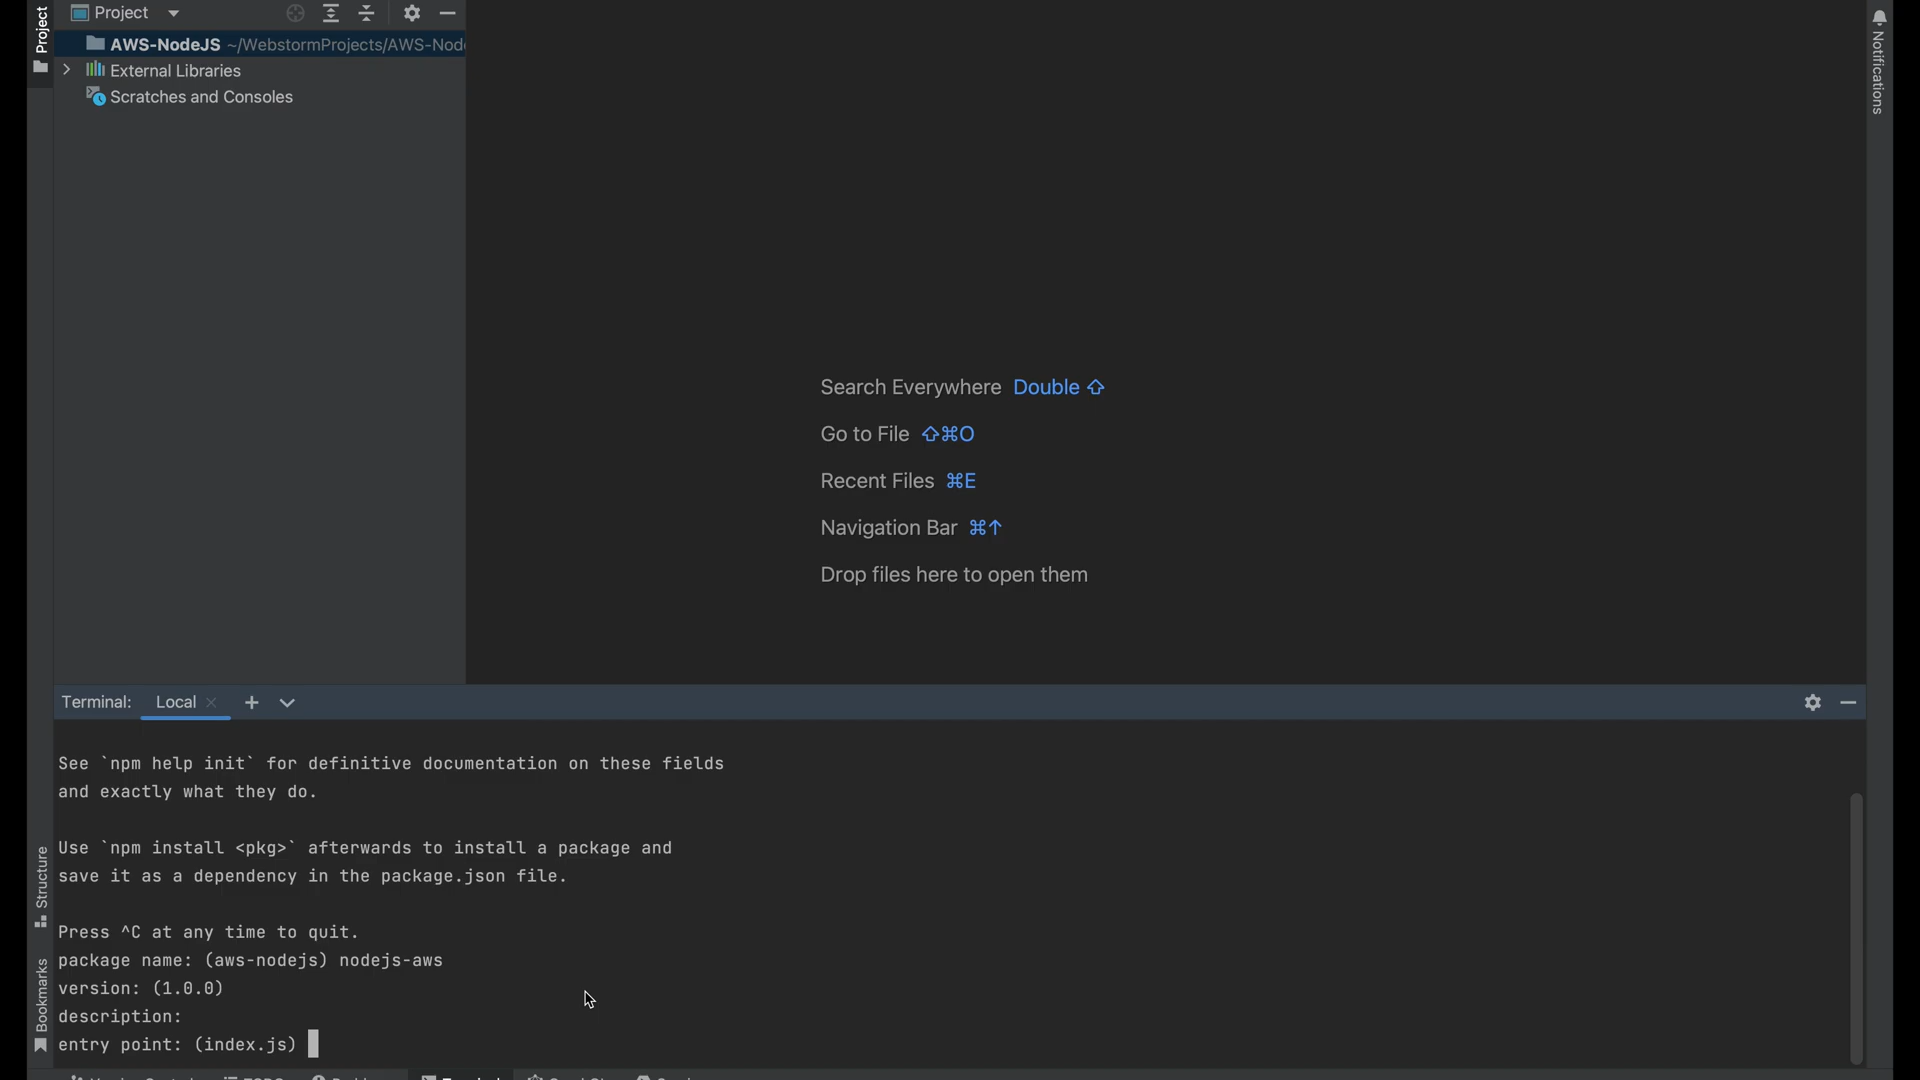 Project
Project
AWS-NodeJS ~/WebstormProjects/AWS-Nod
External Libraries
Scratches and Consoles
Notifications
Search Everywhere Double ⇧
Go to File ⇧⌘O
Recent Files ⌘E
Navigation Bar ⌘↑
Drop files here to open them
Terminal: Local
See `npm help init` for definitive documentation on these fields
and exactly what they do.
Use `npm install <pkg>` afterwards to install a package and
save it as a dependency in the package.json file.
Press ^C at any time to quit.
package name: (aws-nodejs) nodejs-aws
version: (1.0.0)
description:
entry point: (index.js)
Structure
Bookmarks